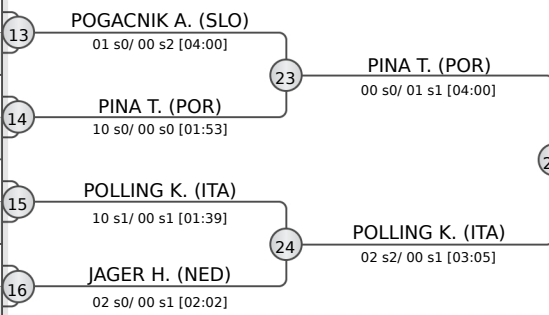 POGACNIK A. (SLO)
13
01 s0/ 00 s2 [04:00]
23
PINA T. (POR)
00 s0/ 01 s1 [04:00]
PINA T. (POR)
14
10 s0/ 00 s0 [01:53]
POLLING K. (ITA)
15
10 s1/ 00 s1 [01:39]
24
POLLING K. (ITA)
02 s2/ 00 s1 [03:05]
JAGER H. (NED)
16
02 s0/ 00 s1 [02:02]